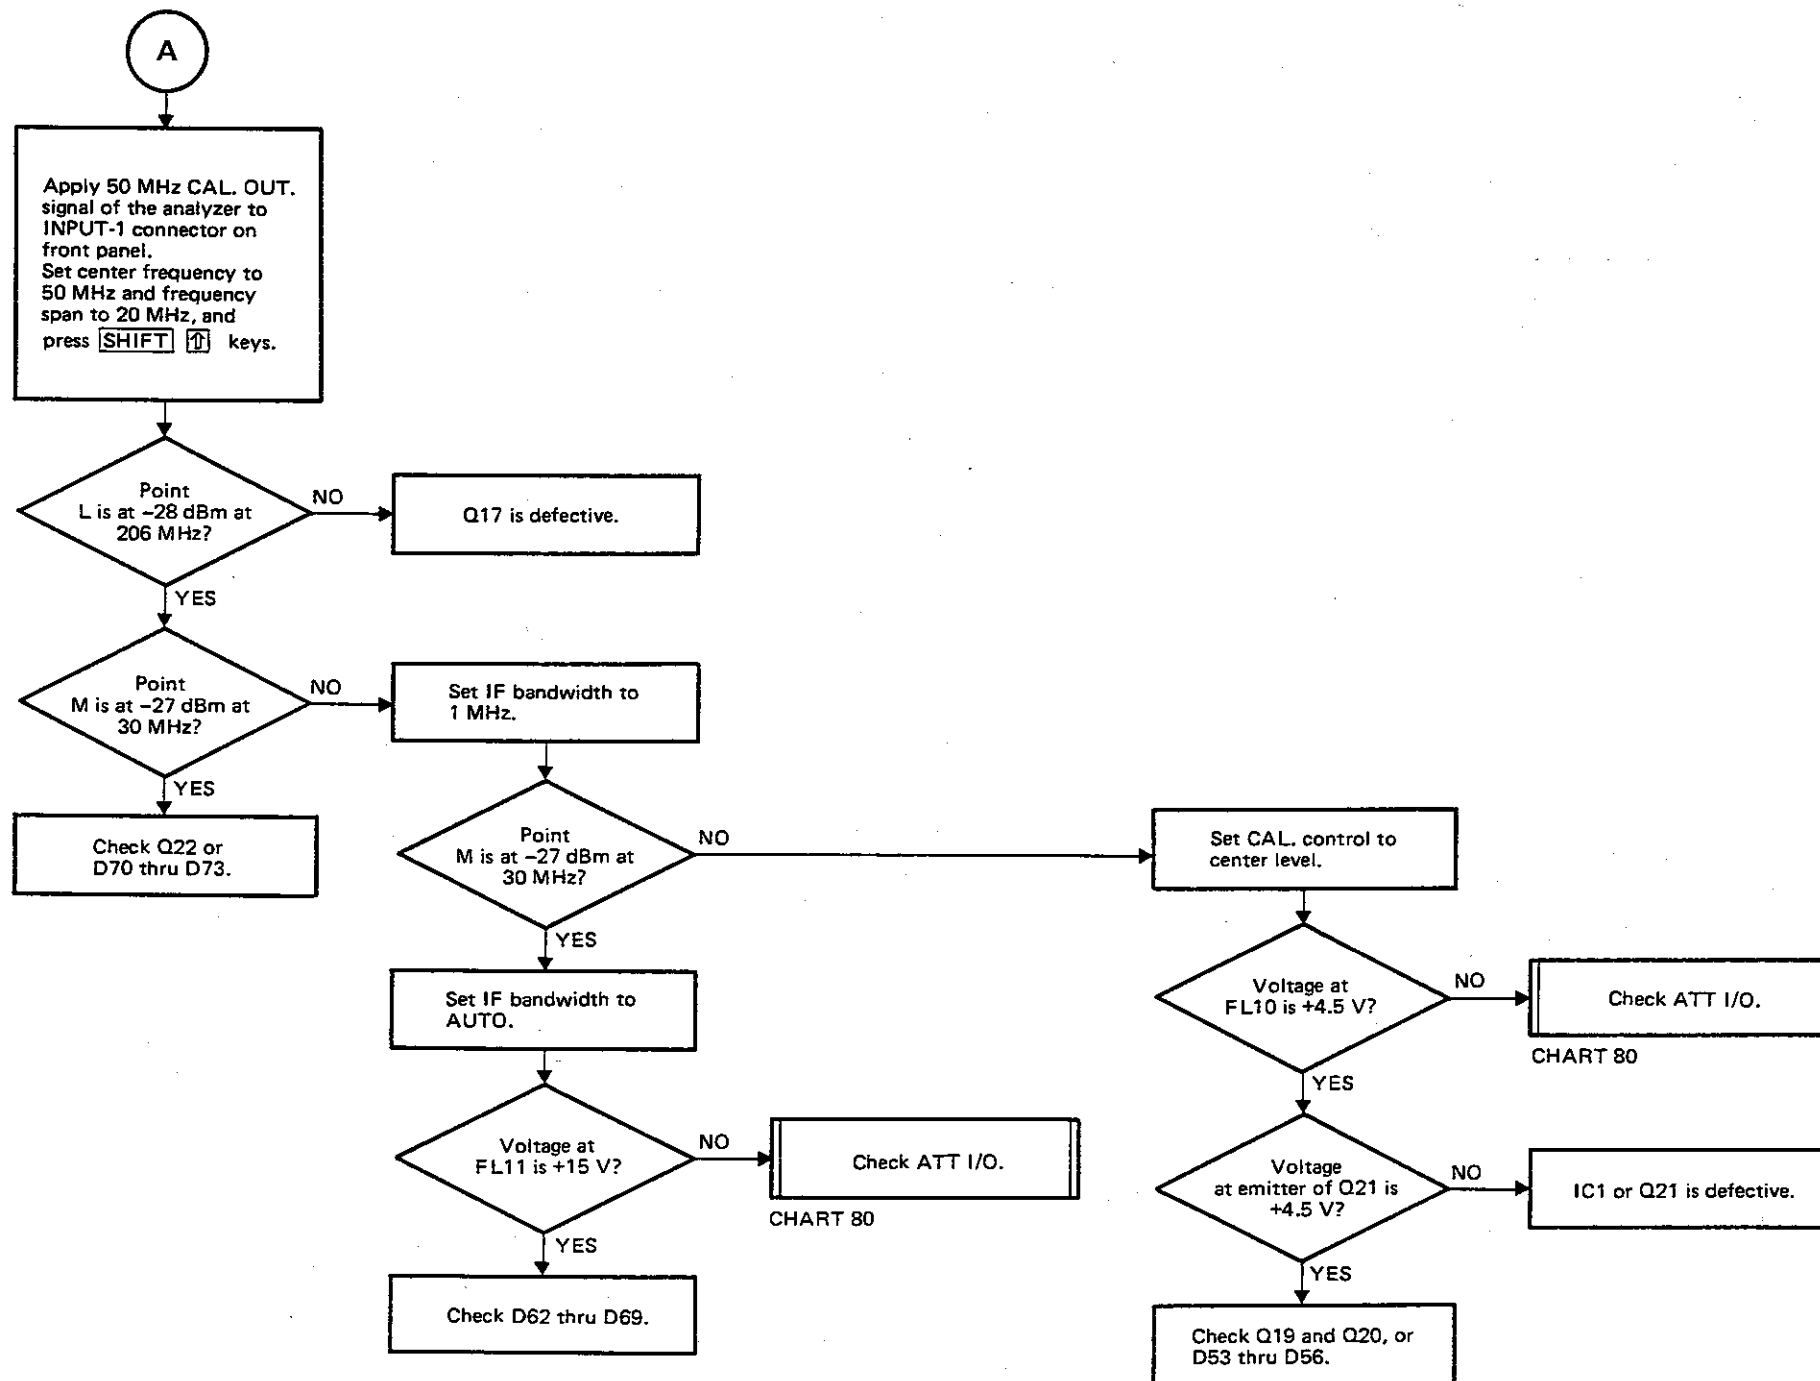 A
Apply 50 MHz CAL. OUT.
signal of the analyzer to
INPUT-1 connector on
front panel.
Set center frequency to
50 MHz and frequency
span to 20 MHz, and
press SHIFT ⇧ keys.
Point
L is at –28 dBm at
206 MHz?
NO
Q17 is defective.
YES
Point
M is at –27 dBm at
30 MHz?
NO
Set IF bandwidth to
1 MHz.
YES
Check Q22 or
D70 thru D73.
Point
M is at –27 dBm at
30 MHz?
NO
Set CAL. control to
center level.
YES
Set IF bandwidth to
AUTO.
Voltage at
FL10 is +4.5 V?
NO
Check ATT I/O.
CHART 80
YES
Voltage at
FL11 is +15 V?
NO
Check ATT I/O.
CHART 80
YES
Check D62 thru D69.
Voltage
at emitter of Q21 is
+4.5 V?
NO
IC1 or Q21 is defective.
YES
Check Q19 and Q20, or
D53 thru D56.